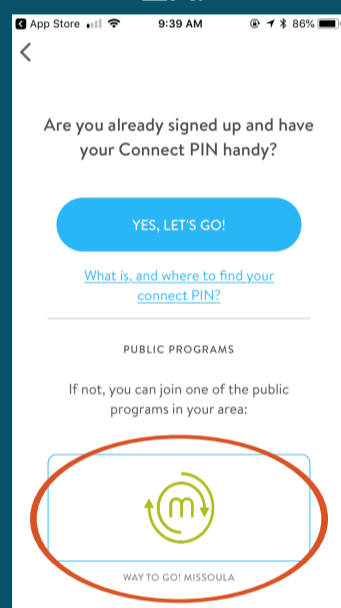 App Store 9:39 AM 86%
Are you already signed up and have
your Connect PIN handy?
YES, LET'S GO!
What is, and where to find your
connect PIN?
PUBLIC PROGRAMS
If not, you can join one of the public
programs in your area:
m
WAY TO GO! MISSOULA